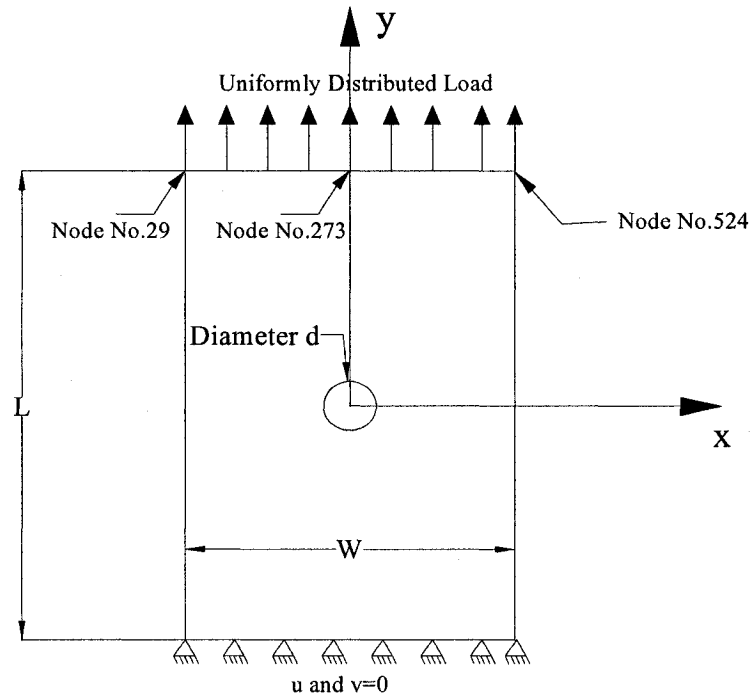 y
Uniformly Distributed Load
Node No.29
Node No.273
Node No.524
Diameter d
L
x
W
u and v=0